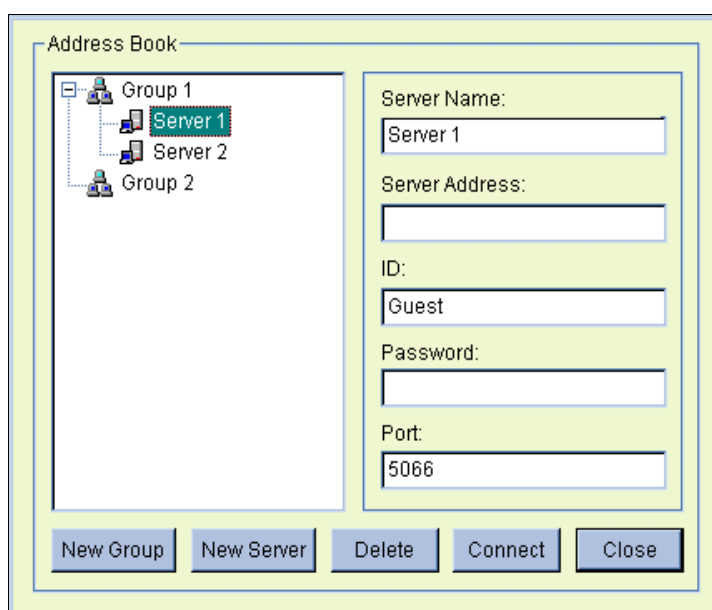 Address Book
Group 1
Server 1
Server 2
Group 2
Server Name:
Server 1
Server Address:
ID:
Guest
Password:
Port:
5066
New Group
New Server
Delete
Connect
Close